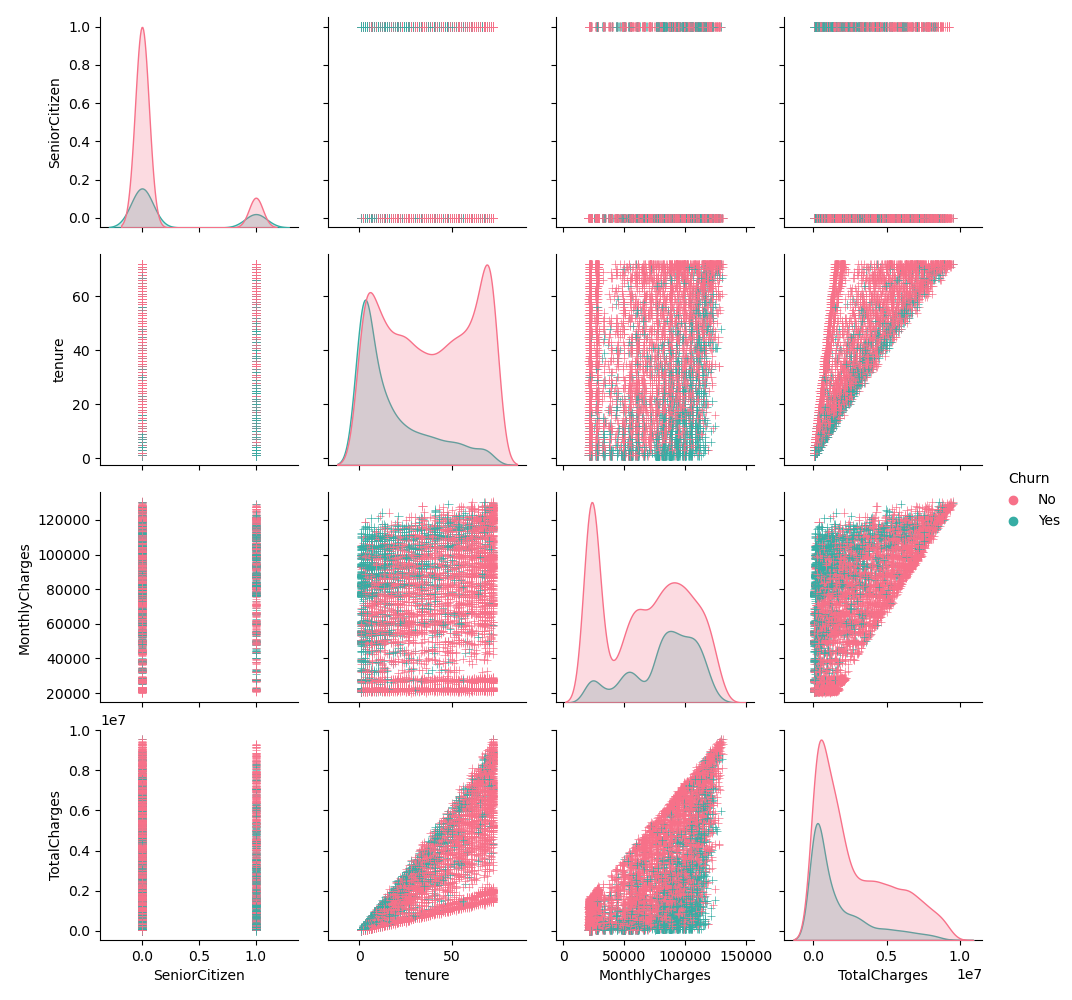 1.0
0.8
0.6
0.4
0.2
0.0
SeniorCitizen
60
40
20
0
tenure
120000
100000
80000
60000
40000
20000
MonthlyCharges
1e7
1.0
0.8
0.6
0.4
0.2
0.0
TotalCharges
0.0 0.5 1.0
SeniorCitizen
0 50
tenure
0 50000 100000 150000
MonthlyCharges
0.0 0.5 1.0
TotalCharges
1e7
Churn
No
Yes